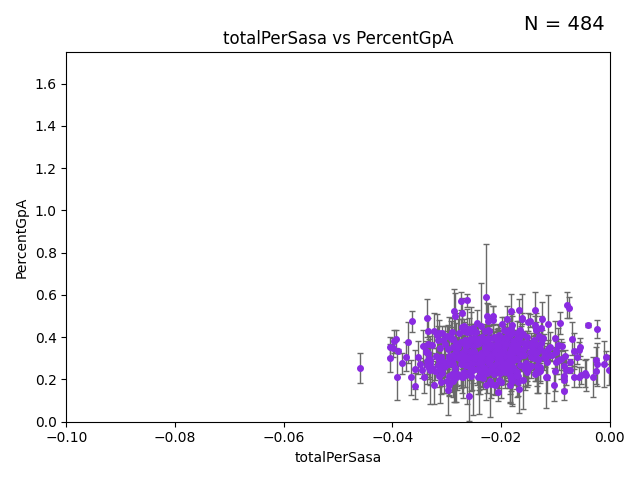 N = 484
totalPerSasa vs PercentGpA
PercentGpA
1.6
1.4
1.2
1.0
0.8
0.6
0.4
0.2
0.0
−0.10 −0.08 −0.06 −0.04 −0.02 0.00
totalPerSasa